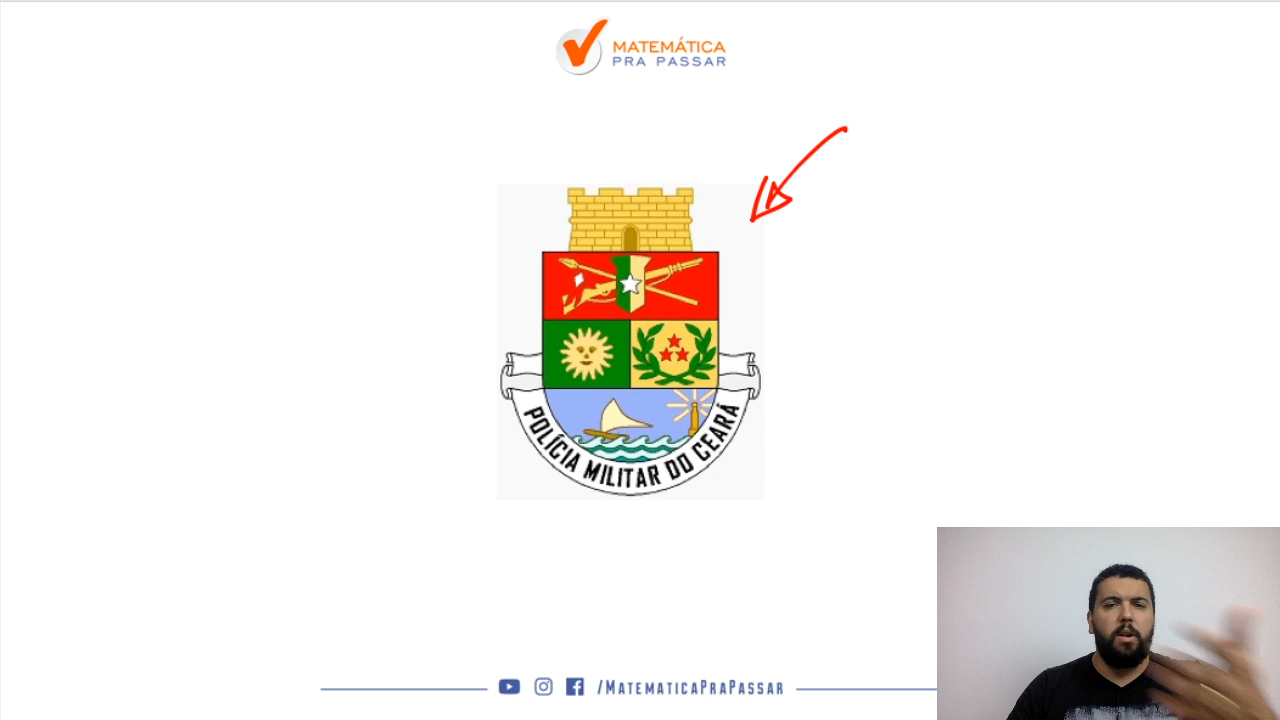 MATEMÁTICA
PRA PASSAR
POLÍCIA MILITAR DO CEARÁ
/MATEMATICAPRAPASSAR